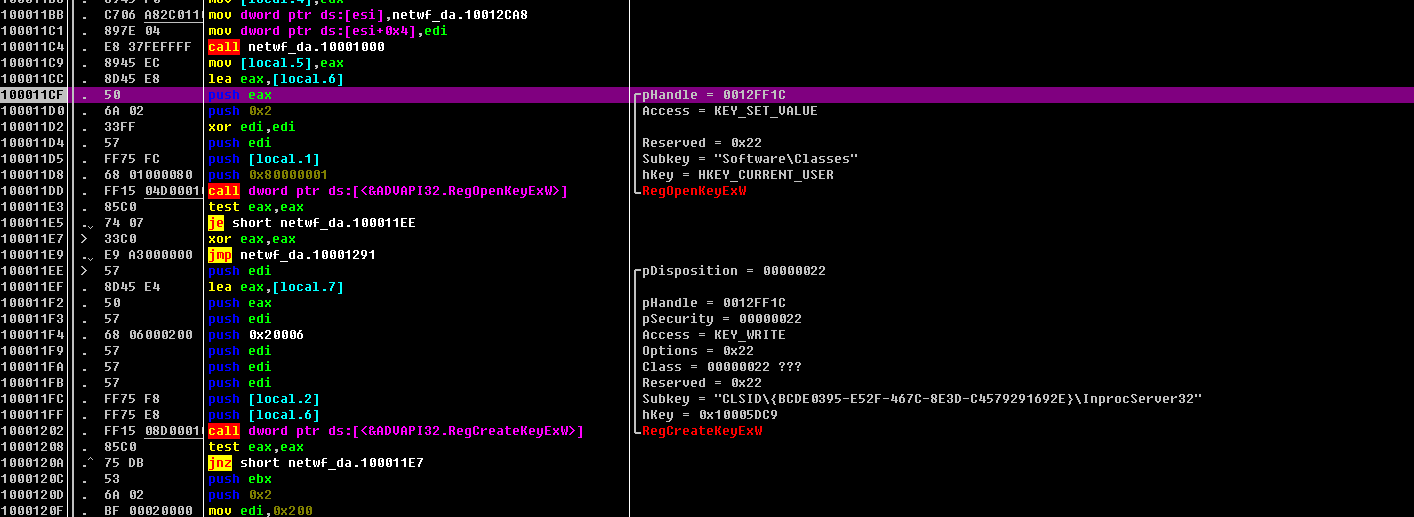 100011BB . C706 A82C011 mov dword ptr ds:[esi],netwf_da.10012CA8
100011C1 . 897E 04 mov dword ptr ds:[esi+0x4],edi
100011C4 . E8 37FEFFFF call netwf_da.10001000
100011C9 . 8945 EC mov [local.5],eax
100011CC . 8D45 E8 lea eax,[local.6]
100011CF . 50 push eax pHandle = 0012FF1C
100011D0 . 6A 02 push 0x2 Access = KEY_SET_VALUE
100011D2 . 33FF xor edi,edi
100011D4 . 57 push edi Reserved = 0x22
100011D5 . FF75 FC push [local.1] Subkey = "Software\Classes"
100011D8 . 68 01000080 push 0x80000001 hKey = HKEY_CURRENT_USER
100011DD . FF15 04D0001 call dword ptr ds:[<&ADVAPI32.RegOpenKeyExW>] RegOpenKeyExW
100011E3 . 85C0 test eax,eax
100011E5 . 74 07 je short netwf_da.100011EE
100011E7 > 33C0 xor eax,eax
100011E9 . E9 A3000000 jmp netwf_da.10001291
100011EE > 57 push edi pDisposition = 00000022
100011EF . 8D45 E4 lea eax,[local.7]
100011F2 . 50 push eax pHandle = 0012FF1C
100011F3 . 57 push edi pSecurity = 00000022
100011F4 . 68 06000200 push 0x20006 Access = KEY_WRITE
100011F9 . 57 push edi Options = 0x22
100011FA . 57 push edi Class = 00000022 ???
100011FB . 57 push edi Reserved = 0x22
100011FC . FF75 F8 push [local.2] Subkey = "CLSID\{BCDE0395-E52F-467C-8E3D-C4579291692E}\InprocServer32"
100011FF . FF75 E8 push [local.6] hKey = 0x10005DC9
10001202 . FF15 08D0001 call dword ptr ds:[<&ADVAPI32.RegCreateKeyExW>] RegCreateKeyExW
10001208 . 85C0 test eax,eax
1000120A .^ 75 DB jnz short netwf_da.100011E7
1000120C . 53 push ebx
1000120D . 6A 02 push 0x2
1000120F . BF 00020000 mov edi,0x200